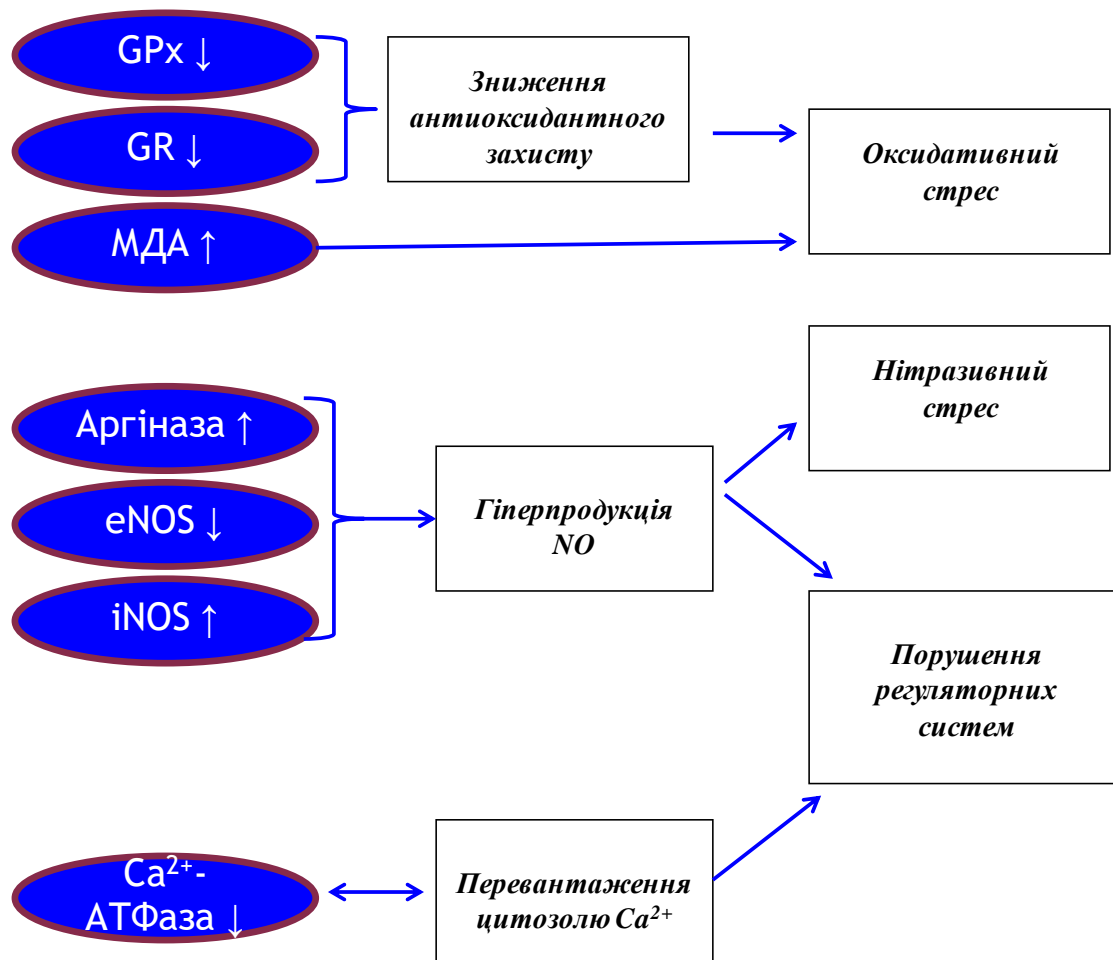 GPx ↓
GR ↓
МДА ↑
Зниження
антиоксидантного
захисту
Оксидативний
стрес
Аргіназа ↑
eNOS ↓
iNOS ↑
Гіперпродукція
NO
Нітразивний
стрес
Порушення
регуляторних
систем
Ca²⁺-
АТФаза ↓
Перевантаження
цитозолю Ca²⁺